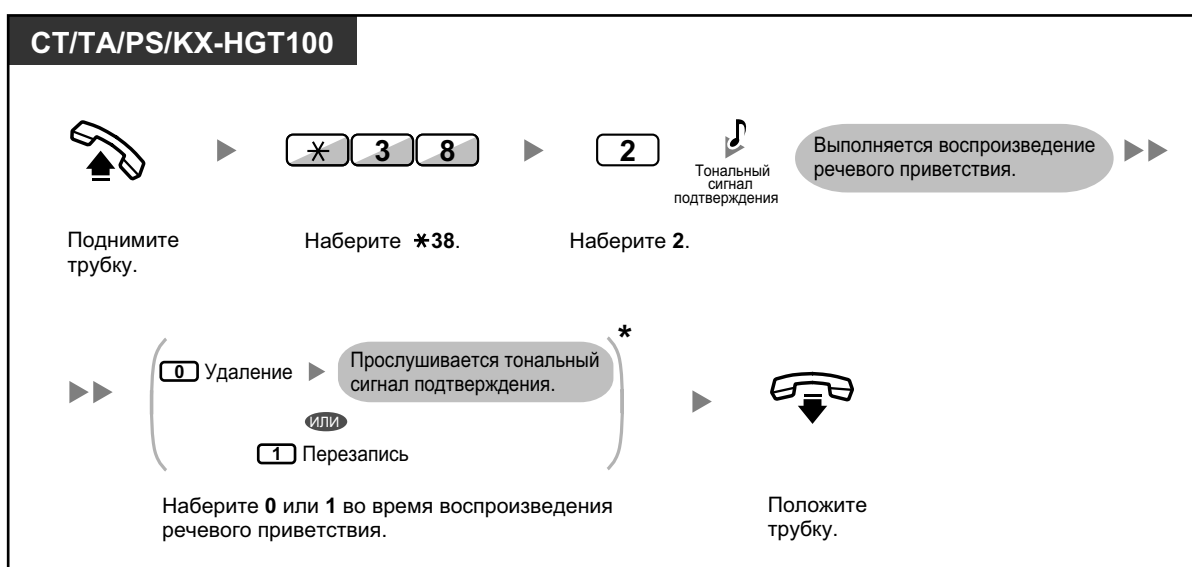 CT/TA/PS/KX-HGT100
Поднимите
трубку.
✳ 3 8
Наберите ✳38.
2
Наберите 2.
Тональный
сигнал
подтверждения
Выполняется воспроизведение
речевого приветствия.
0 Удаление
Прослушивается тональный
сигнал подтверждения.
*
ИЛИ
1 Перезапись
Наберите 0 или 1 во время воспроизведения
речевого приветствия.
Положите
трубку.